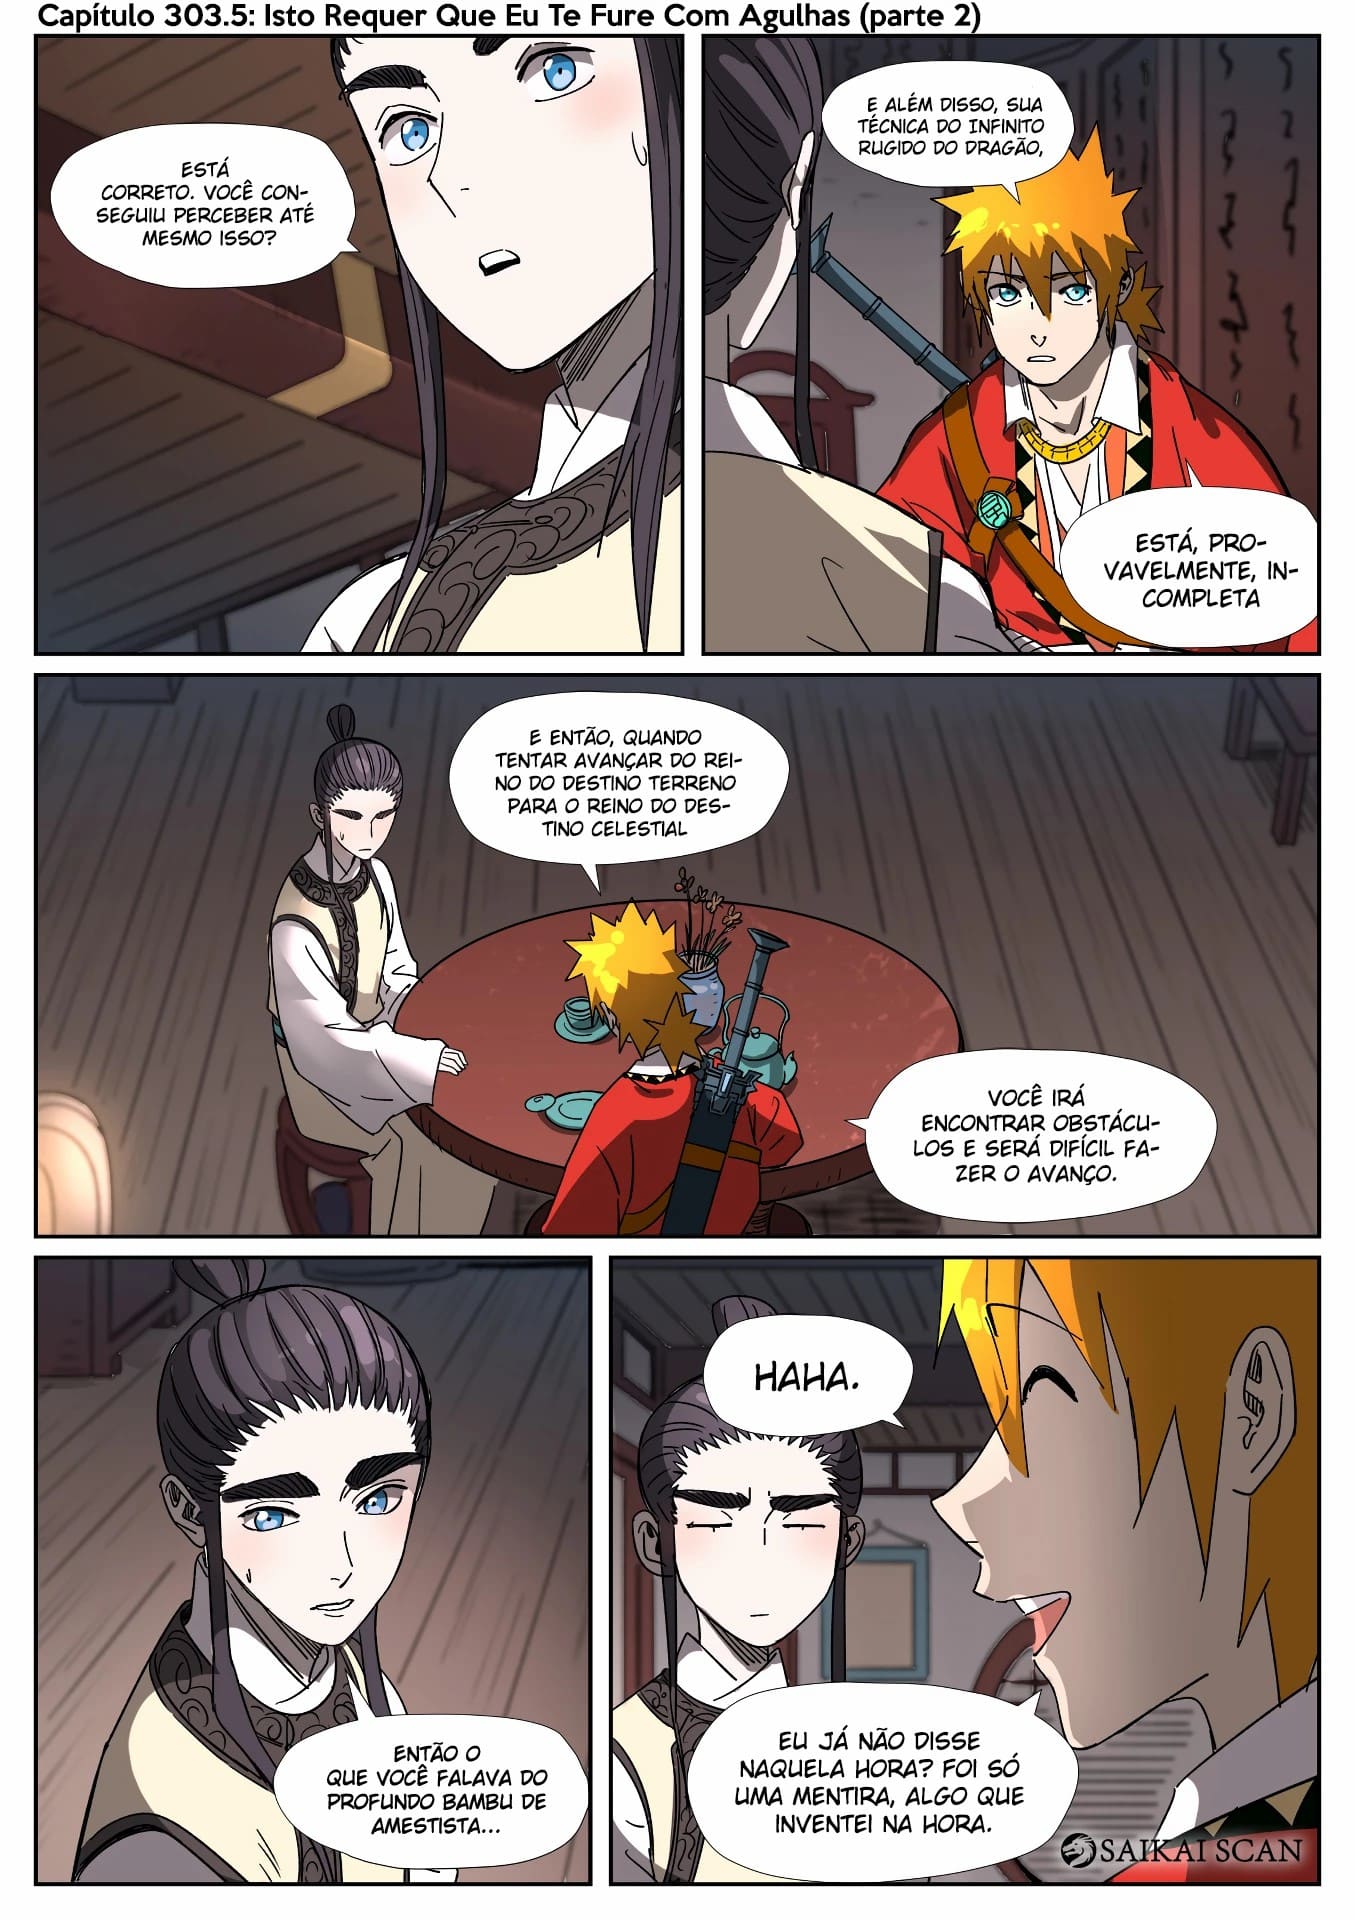 Capítulo 303.5: Isto Requer Que Eu Te Fure Com Agulhas (parte 2)
ESTÁ
CORRETO. VOCÊ CON-
SEGUIU PERCEBER ATÉ
MESMO ISSO?
E ALÉM DISSO, SUA
TÉCNICA DO INFINITO
RUGIDO DO DRAGÃO,
ESTÁ, PRO-
VAVELMENTE, IN-
COMPLETA
E ENTÃO, QUANDO
TENTAR AVANÇAR DO REI-
NO DO DESTINO TERRENO
PARA O REINO DO DES-
TINO CELESTIAL
VOCÊ IRÁ
ENCONTRAR OBSTÁCU-
LOS E SERÁ DIFÍCIL FA-
ZER O AVANÇO.
ENTÃO O
QUE VOCÊ FALAVA DO
PROFUNDO BAMBU DE
AMESTISTA...
HAHA.
EU JÁ NÃO DISSE
NAQUELA HORA? FOI SÓ
UMA MENTIRA, ALGO QUE
INVENTEI NA HORA.
SAIKAI SCAN